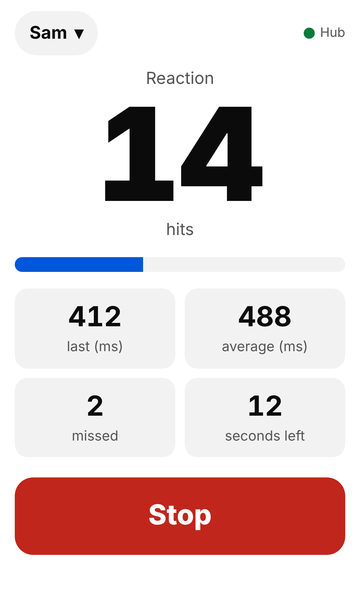 Sam ▼
Hub
Reaction
14
hits
412
488
last (ms)
average (ms)
2
12
missed
seconds left
Stop